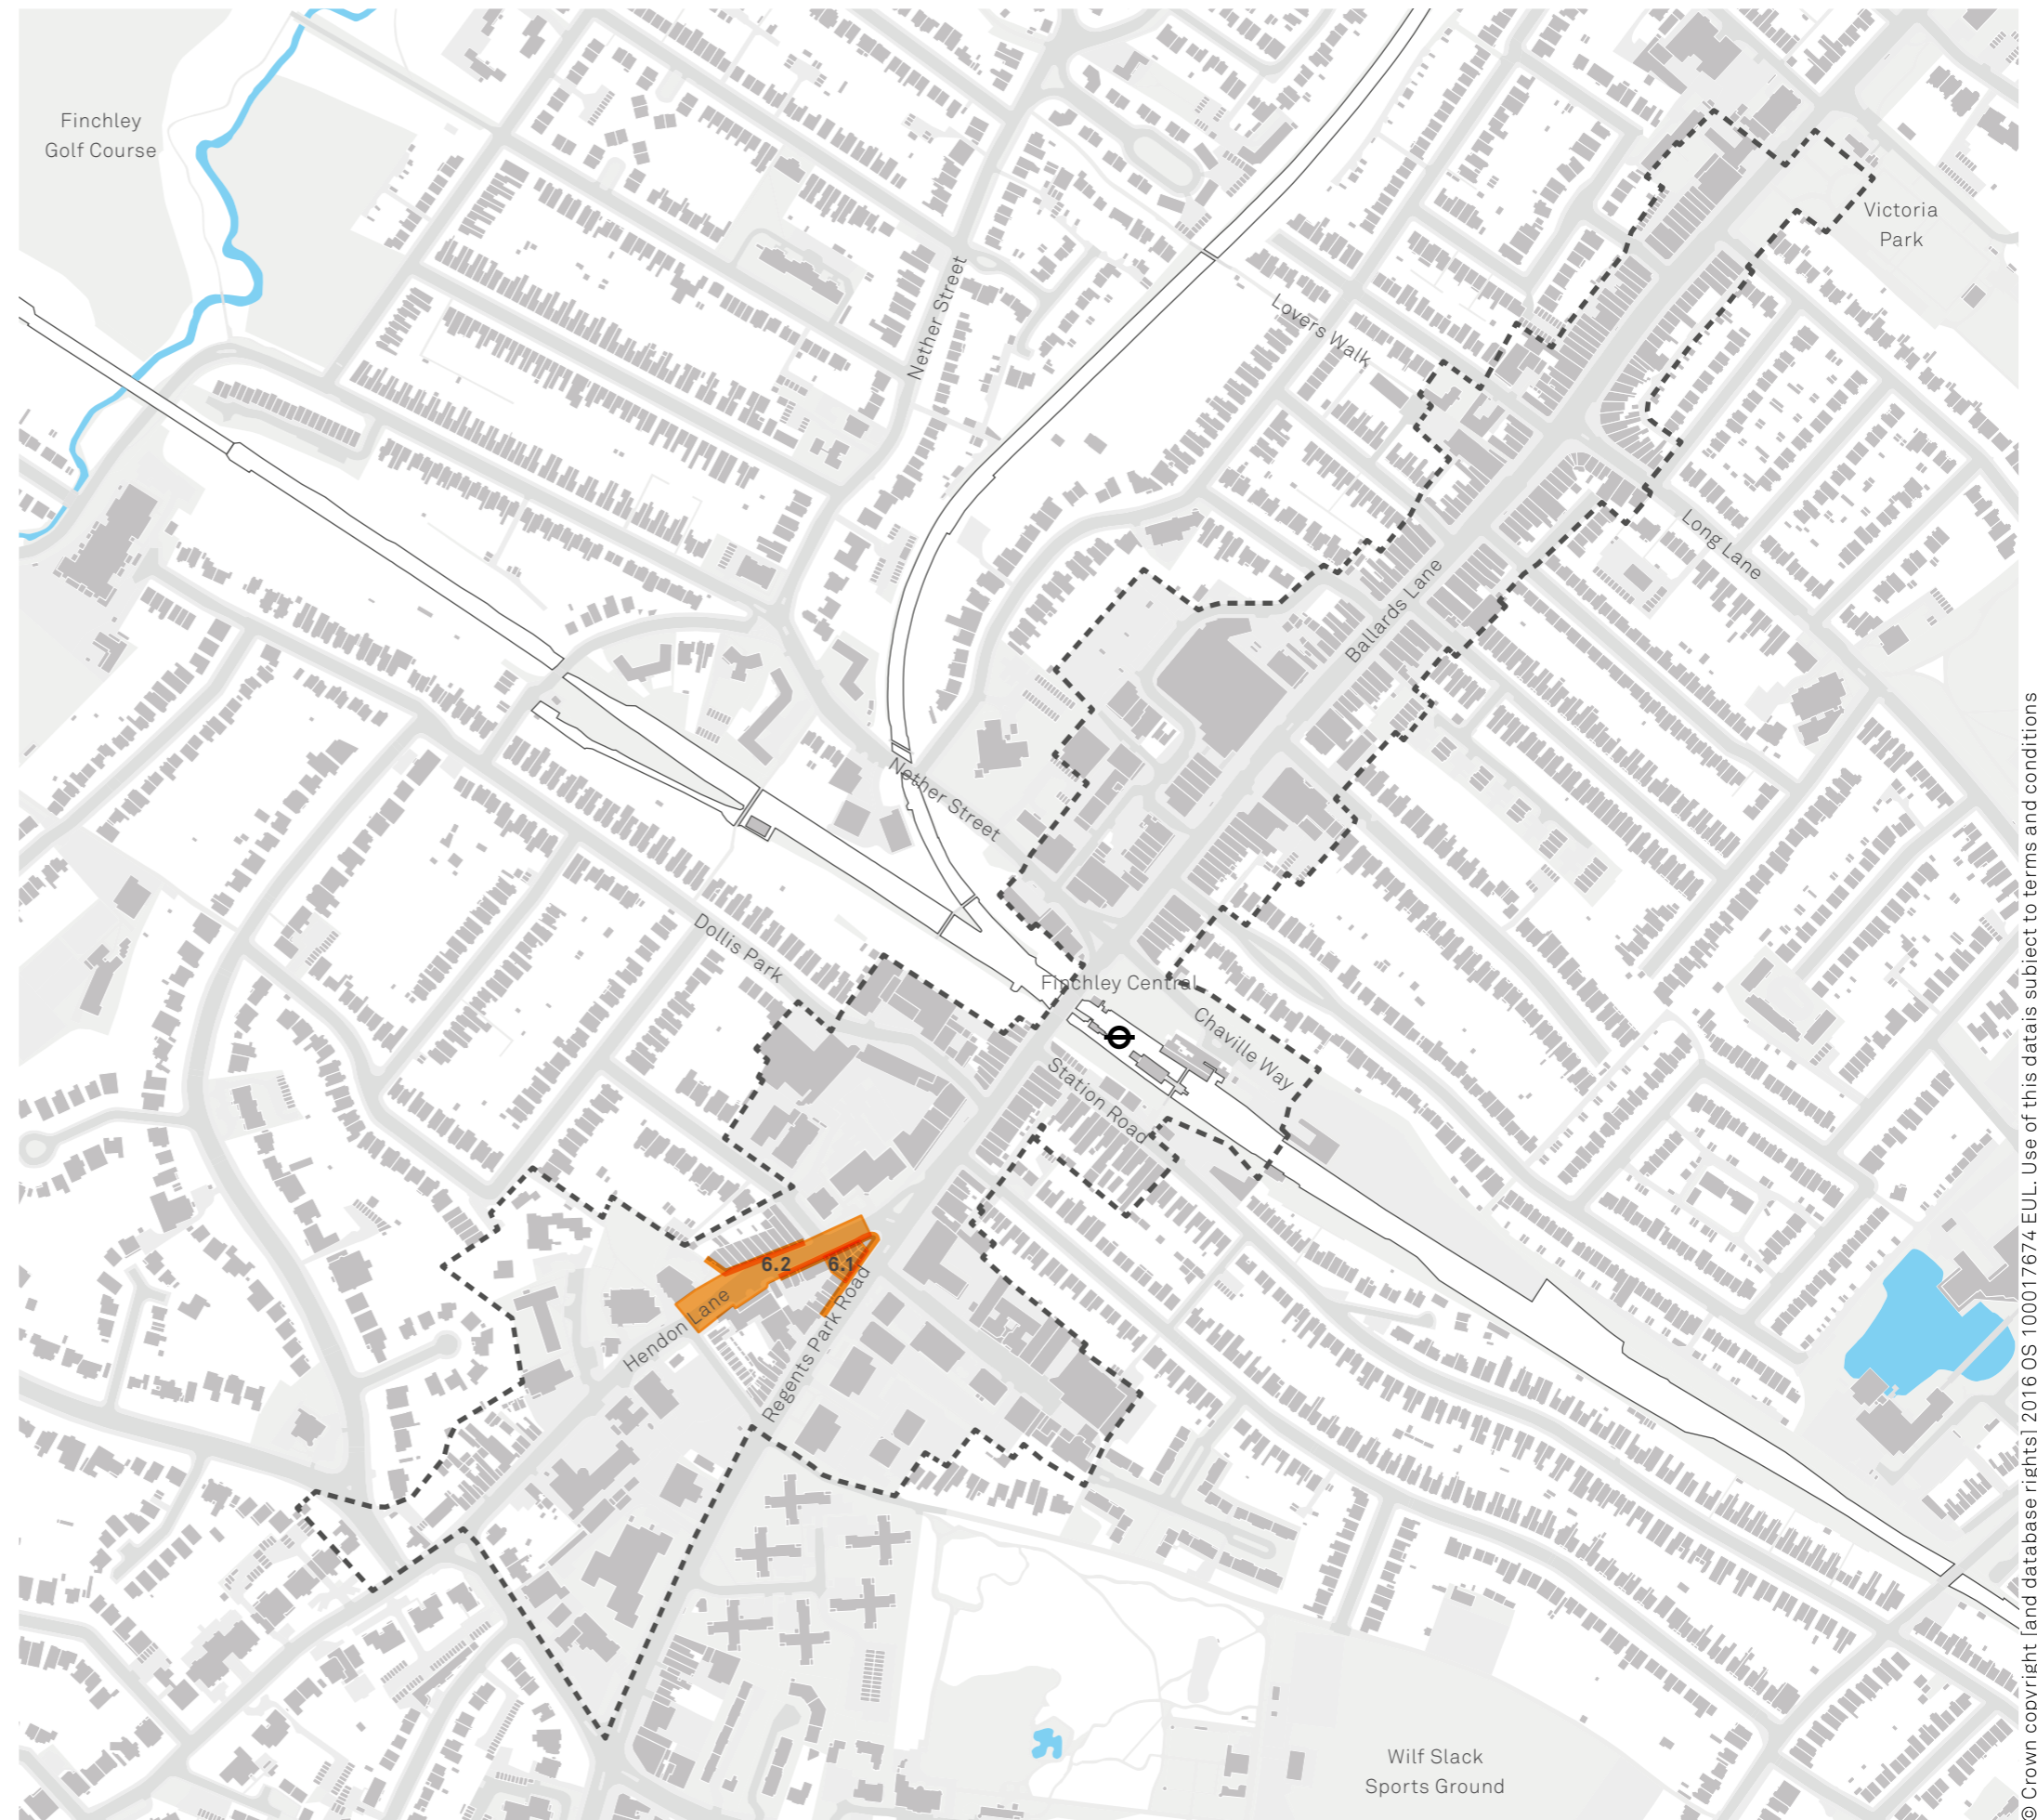 Finchley
Golf Course
Victoria
Park
Nether Street
Lovers Walk
Long Lane
Ballards Lane
Nether Street
Dollis Park
Finchley Central
Chaville Way
Station Road
6.2
6.1
Hendon Lane
Regents Park Road
Wilf Slack
Sports Ground
© Crown copyright [and database rights] 2016 OS 100017674 EUL. Use of this datais subject to terms and conditions